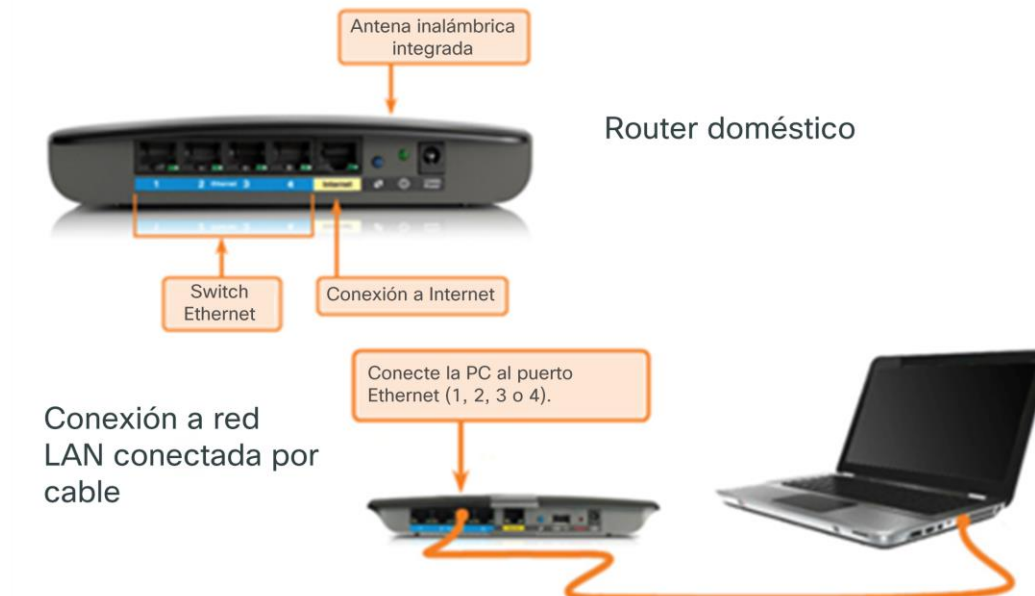 Antena inalámbrica
integrada
Router doméstico
1 2 Ethernet 3 4 Internet
Switch
Ethernet
Conexión a Internet
Conecte la PC al puerto
Ethernet (1, 2, 3 o 4).
Conexión a red
LAN conectada por
cable